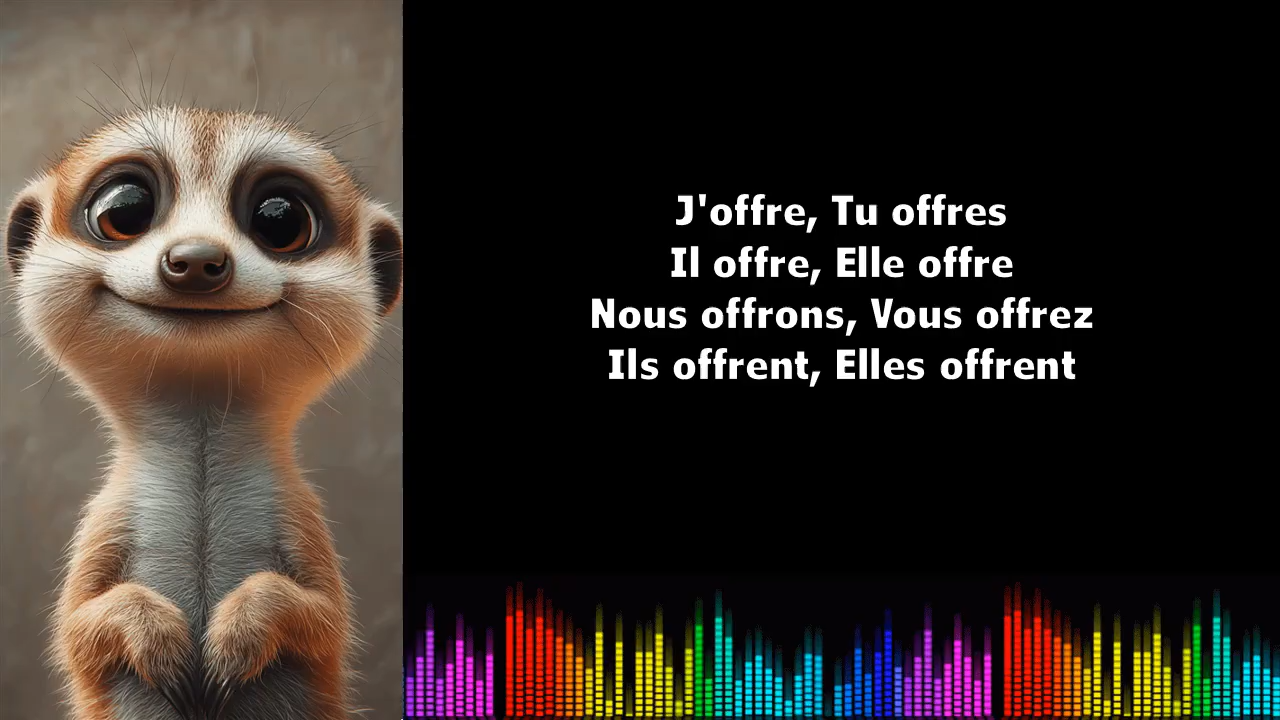 J'offre, Tu offres
Il offre, Elle offre
Nous offrons, Vous offrez
Ils offrent, Elles offrent